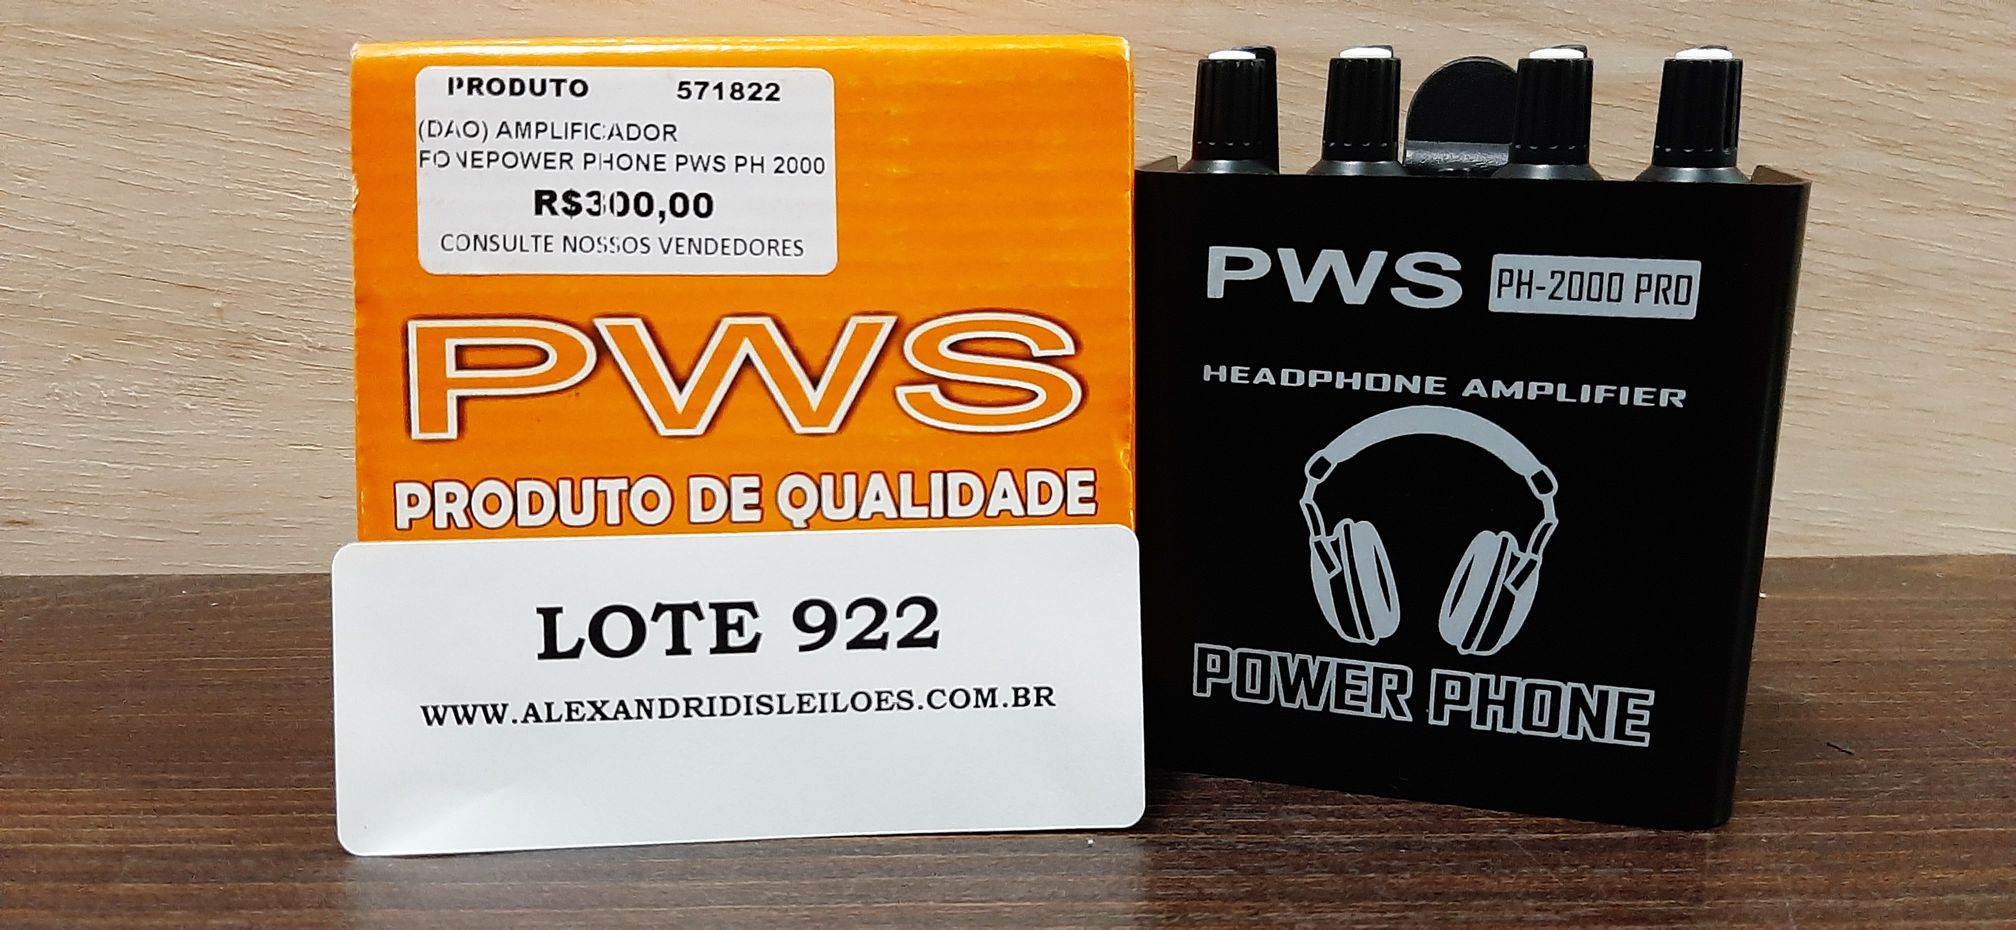 PRODUTO 571822
(DAO) AMPLIFICADOR
FONEPOWER PHONE PWS PH 2000
R$300,00
CONSULTE NOSSOS VENDEDORES
PWS
PRODUTO DE QUALIDADE
LOTE 922
WWW.ALEXANDRIDISLEILOES.COM.BR
PWS PH-2000 PRO
HEADPHONE AMPLIFIER
POWER PHONE